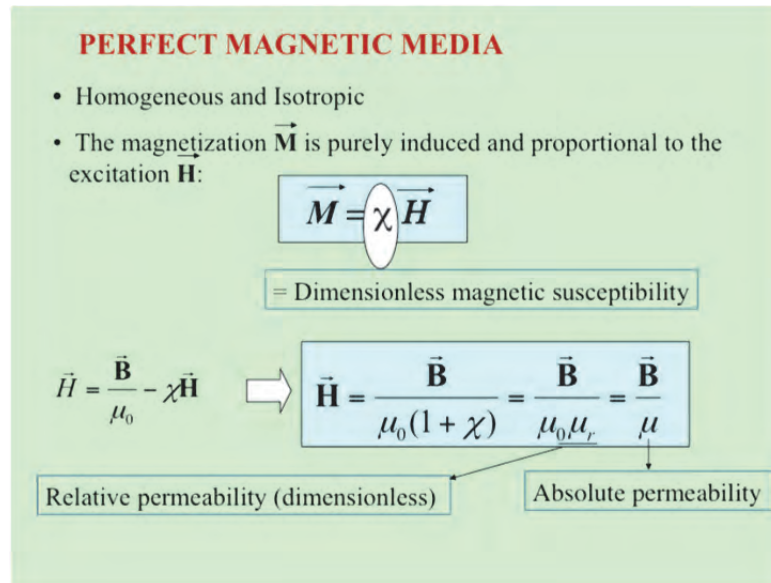 PERFECT MAGNETIC MEDIA
• Homogeneous and Isotropic
• The magnetization M⃗ is purely induced and proportional to the
excitation H⃗:
M⃗ = χ H⃗
= Dimensionless magnetic susceptibility
H⃗ = B⃗/μ₀ − χH⃗
H⃗ = B⃗/(μ₀(1 + χ)) = B⃗/(μ₀μᵣ) = B⃗/μ
Relative permeability (dimensionless)
Absolute permeability